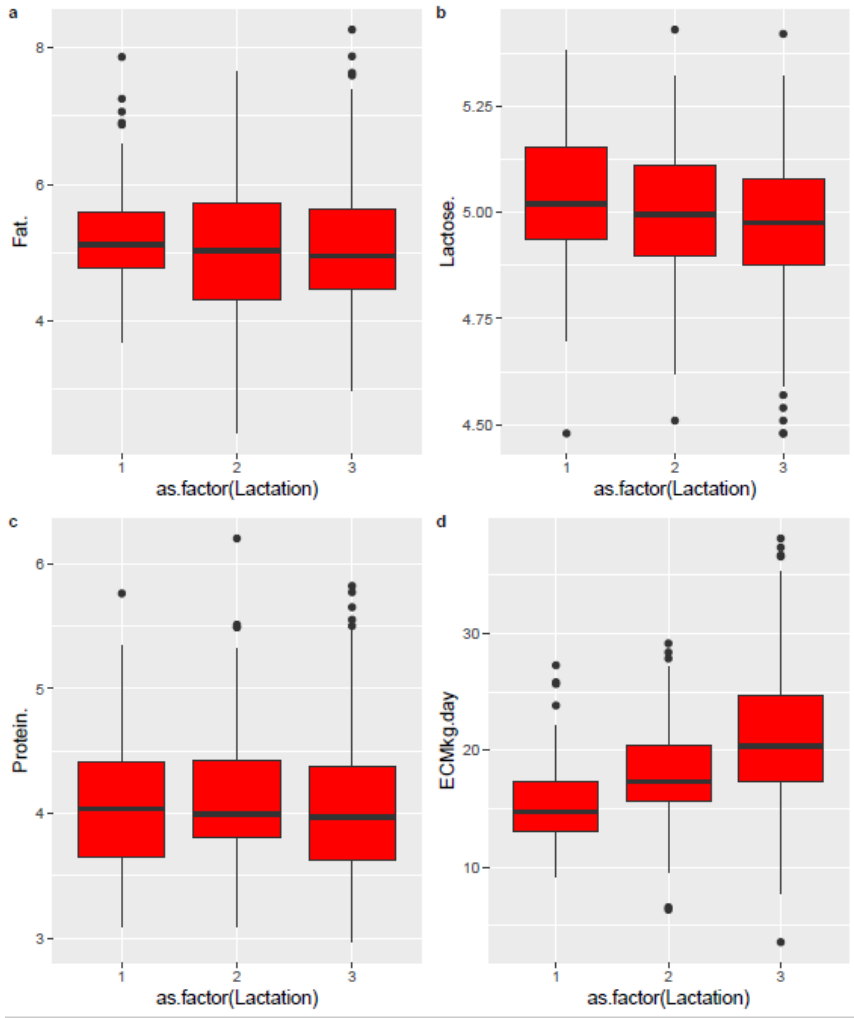 a
8
6
4
Fat.
1 2 3
as.factor(Lactation)
b
5.25
5.00
4.75
4.50
Lactose.
1 2 3
as.factor(Lactation)
c
6
5
4
3
Protein.
1 2 3
as.factor(Lactation)
d
30
20
10
ECMkg.day
1 2 3
as.factor(Lactation)